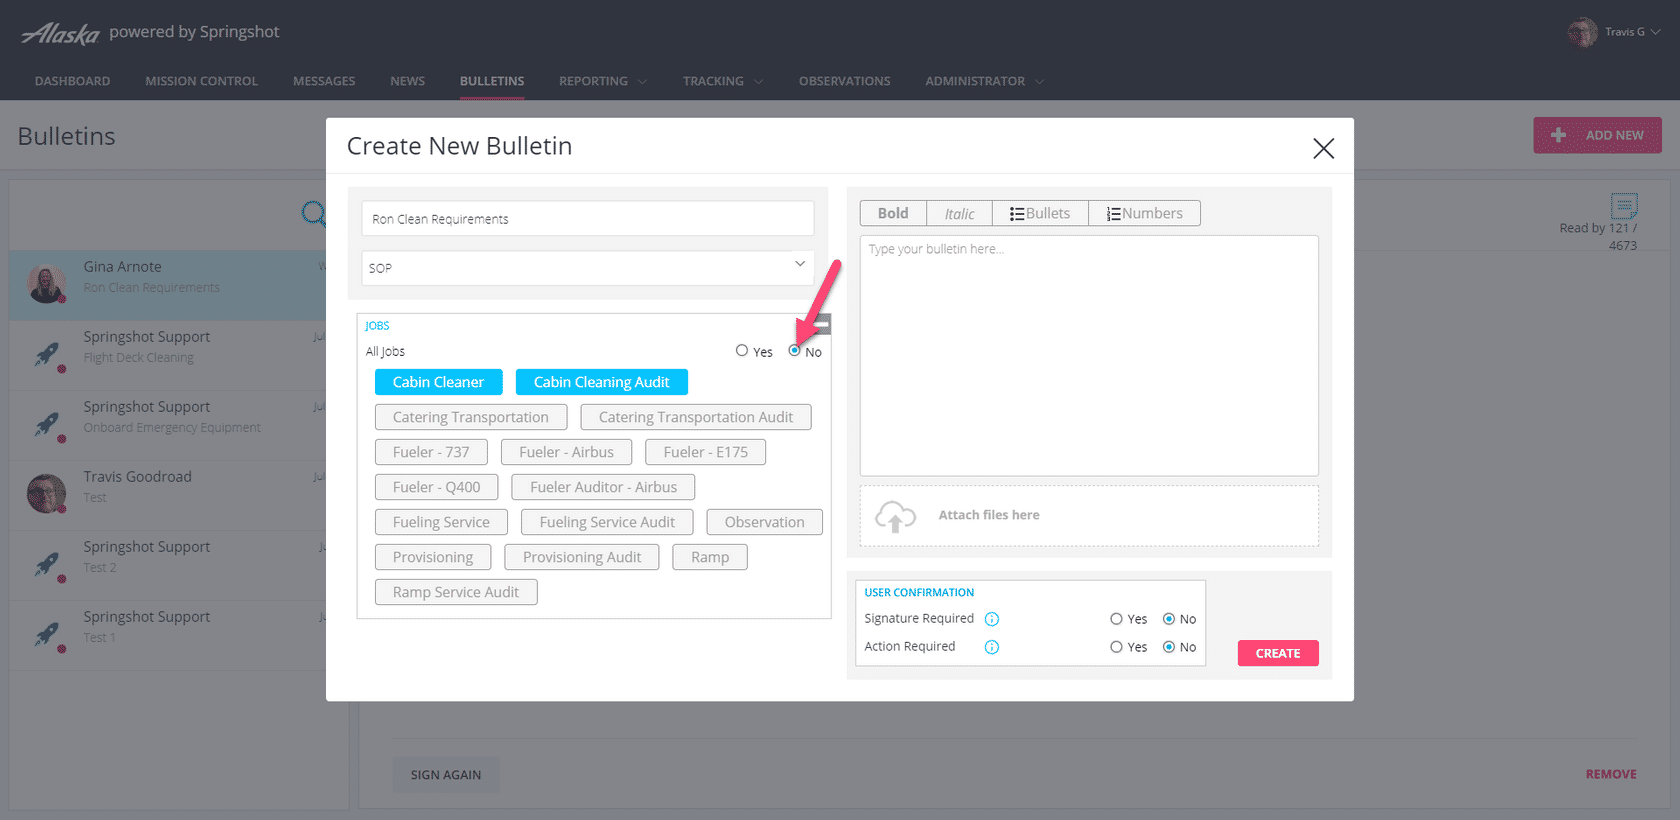 Alaska powered by Springshot
Travis G
DASHBOARD MISSION CONTROL MESSAGES NEWS BULLETINS REPORTING TRACKING OBSERVATIONS ADMINISTRATOR
Bulletins
ADD NEW
Create New Bulletin
Ron Clean Requirements
SOP
JOBS
All Jobs Yes No
Cabin Cleaner Cabin Cleaning Audit
Catering Transportation Catering Transportation Audit
Fueler - 737 Fueler - Airbus Fueler - E175
Fueler - Q400 Fueler Auditor - Airbus
Fueling Service Fueling Service Audit Observation
Provisioning Provisioning Audit Ramp
Ramp Service Audit
Bold Italic Bullets Numbers
Type your bulletin here...
Attach files here
USER CONFIRMATION
Signature Required Yes No
Action Required Yes No
CREATE
Gina Arnote
Ron Clean Requirements
Springshot Support
Flight Deck Cleaning
Springshot Support
Onboard Emergency Equipment
Travis Goodroad
Test
Springshot Support
Test 2
Springshot Support
Test 1
Read by 121 /
4673
SIGN AGAIN
REMOVE